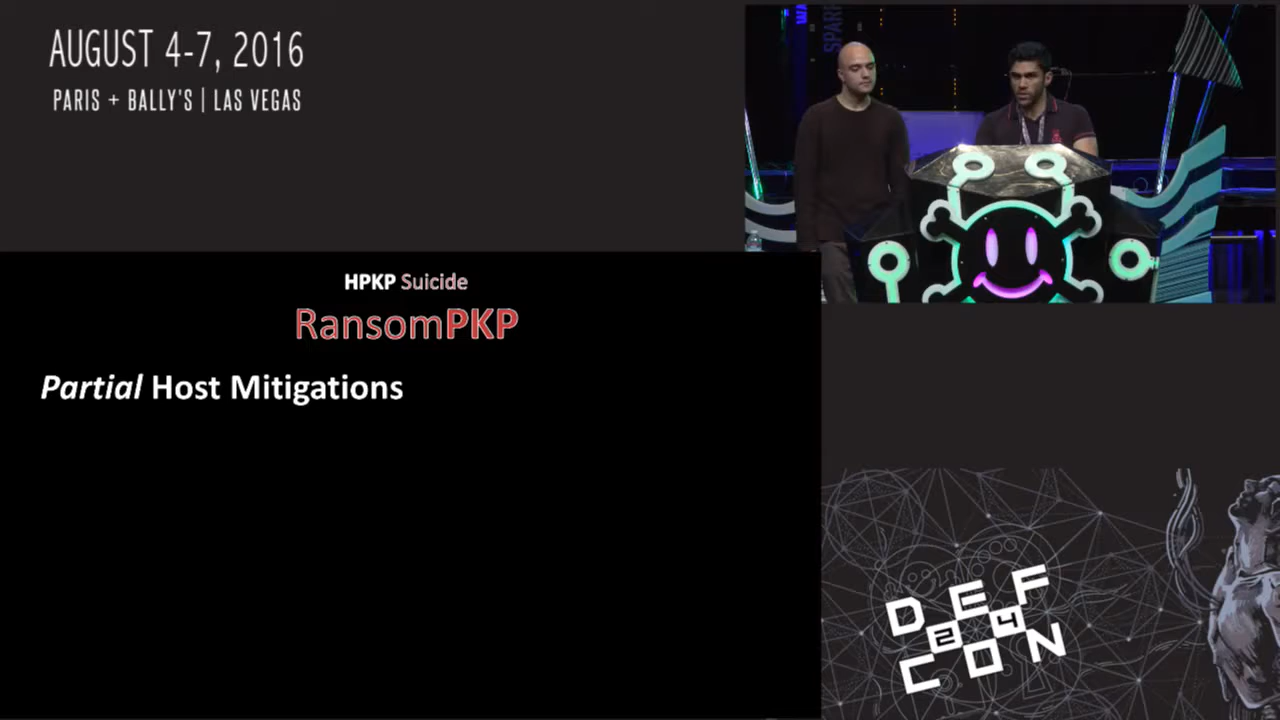 AUGUST 4-7, 2016
PARIS + BALLY'S | LAS VEGAS
HPKP Suicide
RansomPKP
Partial Host Mitigations
DEF
24
CON